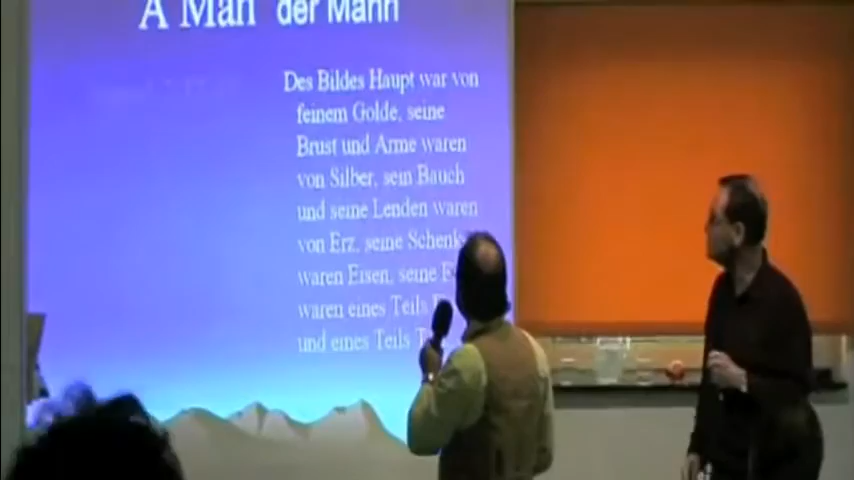 A Man der Mann
Des Bildes Haupt war von
feinem Golde, seine
Brust und Arme waren
von Silber, sein Bauch
und seine Lenden waren
von Erz, seine Schenk
waren Eisen, seine
waren eines Teils
und eines Teils